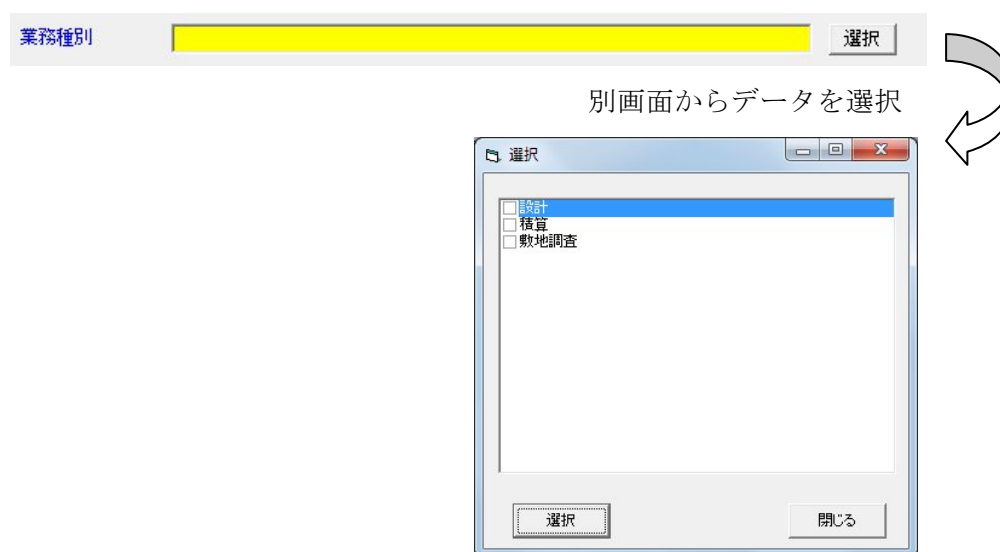 業務種別 選択
別画面からデータを選択
選択
設計
積算
敷地調査
選択 閉じる